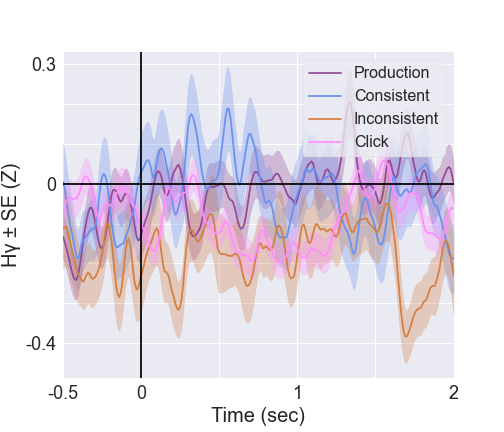 0.3
0
-0.4
Hγ ± SE (Z)
Production
Consistent
Inconsistent
Click
-0.5
0
1
2
Time (sec)